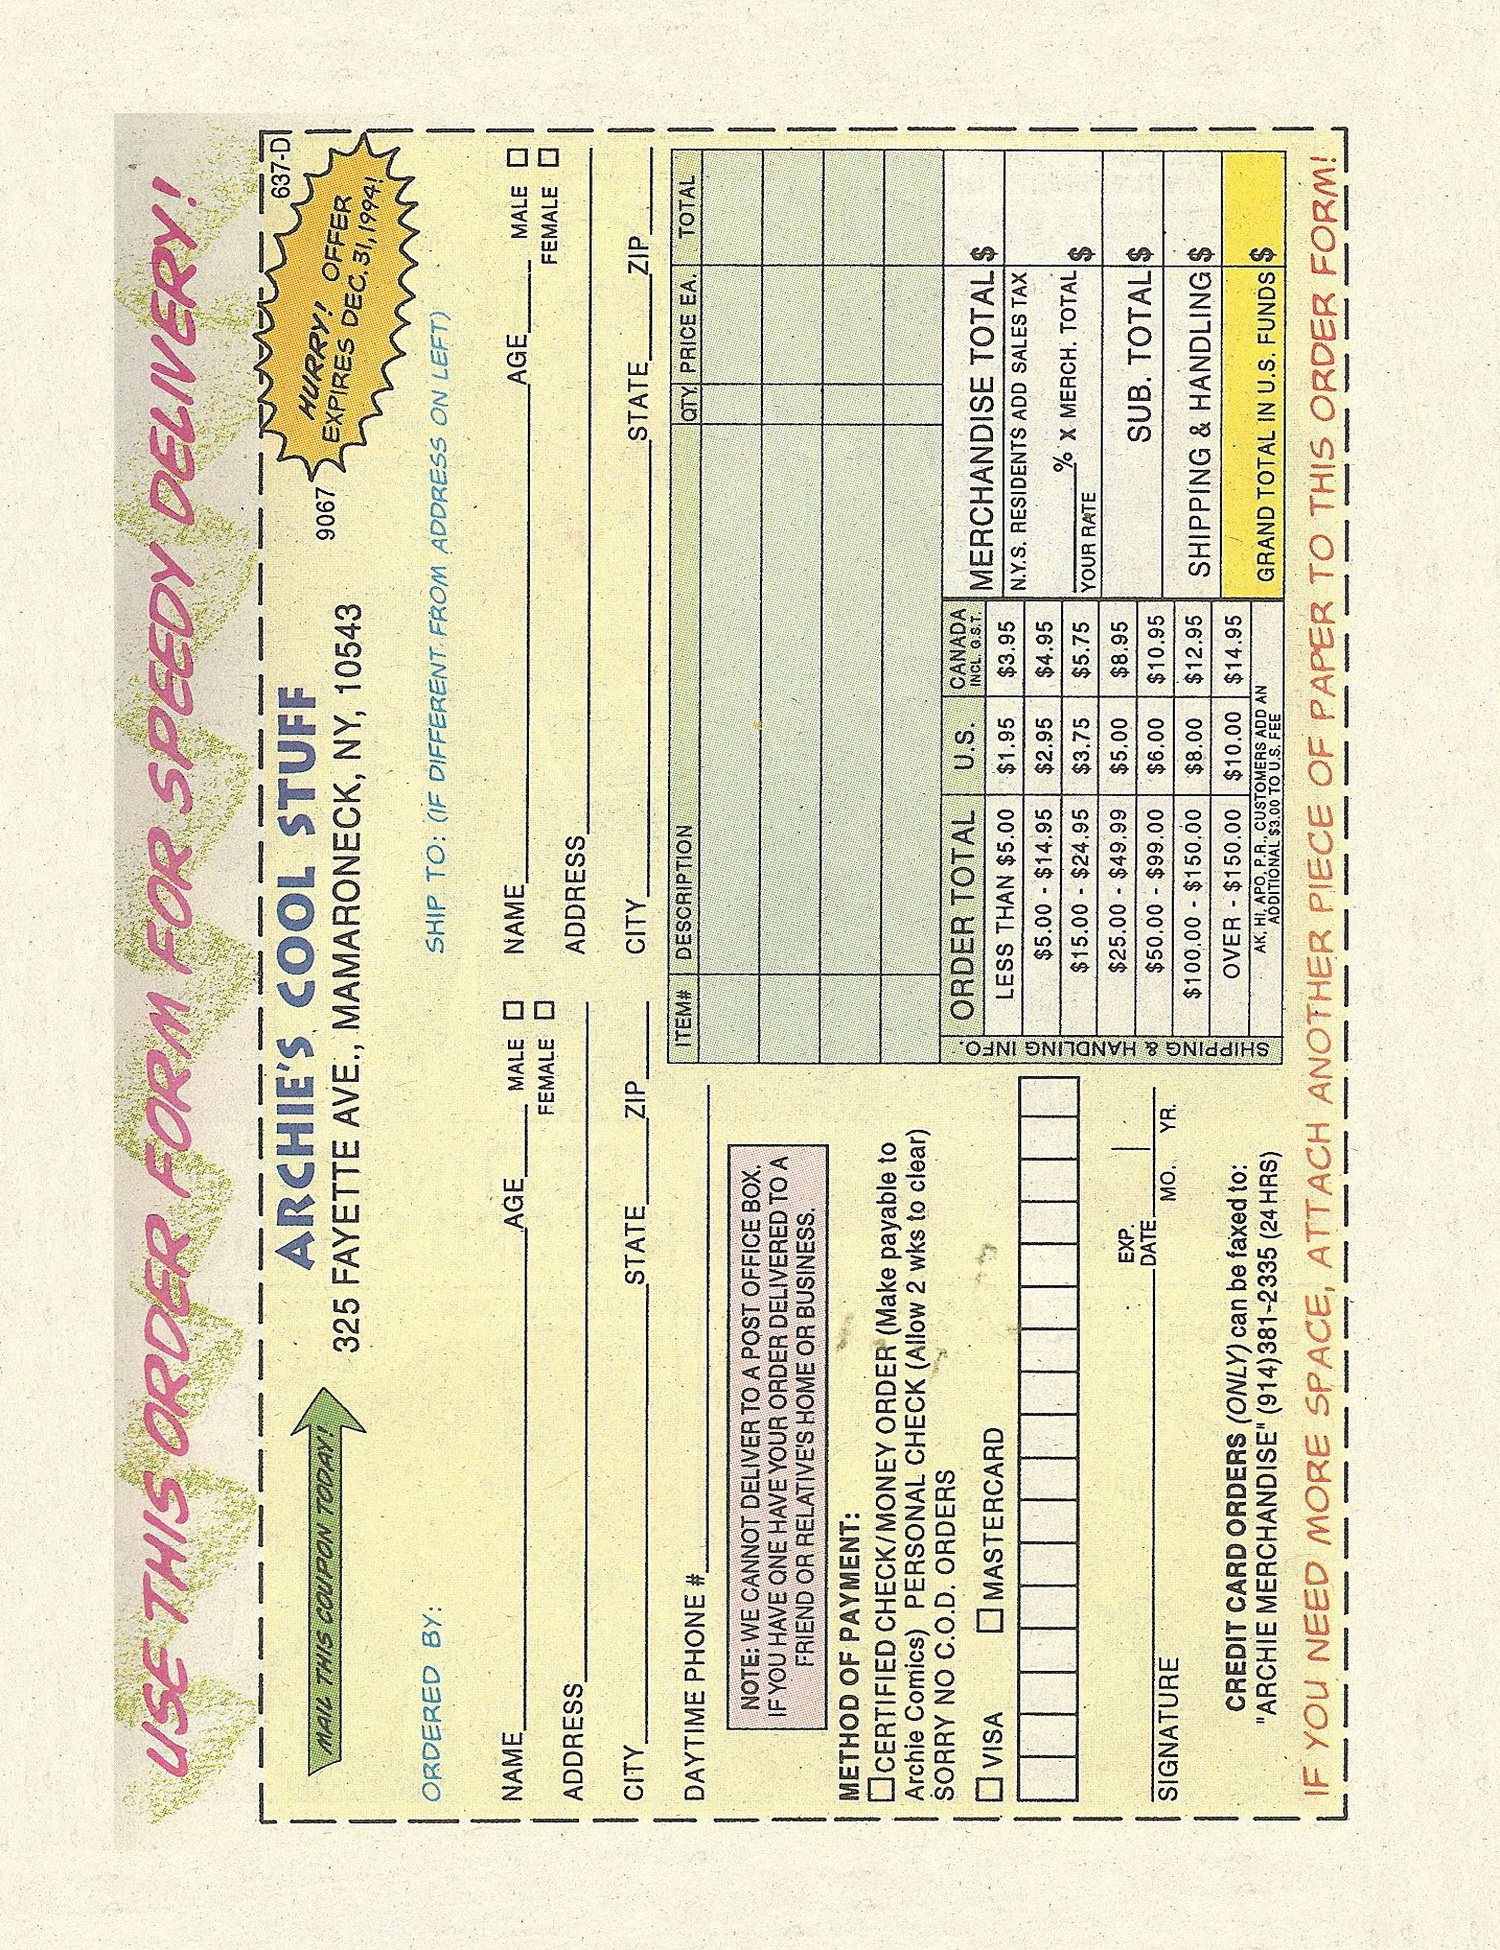 USE THIS ORDER FORM FOR SPEEDY DELIVERY!
637-D
MAIL THIS COUPON TODAY!
ARCHIE'S COOL STUFF
325 FAYETTE AVE., MAMARONECK, NY, 10543
9067
HURRY! OFFER
EXPIRES DEC. 31, 1994!
ORDERED BY:
NAME AGE MALE
FEMALE
ADDRESS
CITY STATE ZIP
DAYTIME PHONE #
NOTE: WE CANNOT DELIVER TO A POST OFFICE BOX.
IF YOU HAVE ONE HAVE YOUR ORDER DELIVERED TO A
FRIEND OR RELATIVE'S HOME OR BUSINESS.
METHOD OF PAYMENT:
CERTIFIED CHECK/MONEY ORDER (Make payable to
Archie Comics) PERSONAL CHECK (Allow 2 wks to clear)
SORRY NO C.O.D. ORDERS
VISA MASTERCARD
EXP.
DATE
SIGNATURE MO. YR.
CREDIT CARD ORDERS (ONLY) can be faxed to:
"ARCHIE MERCHANDISE" (914)381-2335 (24 HRS)
SHIP TO: (IF DIFFERENT FROM ADDRESS ON LEFT)
NAME AGE MALE
FEMALE
ADDRESS
CITY STATE ZIP
ITEM# DESCRIPTION QTY. PRICE EA. TOTAL
SHIPPING & HANDLING INFO.
ORDER TOTAL U.S. CANADA
INCL. G.S.T.
LESS THAN $5.00 $1.95 $3.95
$5.00 - $14.95 $2.95 $4.95
$15.00 - $24.95 $3.75 $5.75
$25.00 - $49.99 $5.00 $8.95
$50.00 - $99.00 $6.00 $10.95
$100.00 - $150.00 $8.00 $12.95
OVER - $150.00 $10.00 $14.95
AK, HI, APO, P.R., CUSTOMERS ADD AN
ADDITIONAL $3.00 TO U.S. FEE
MERCHANDISE TOTAL $
N.Y.S. RESIDENTS ADD SALES TAX
% X MERCH. TOTAL $
YOUR RATE
SUB. TOTAL $
SHIPPING & HANDLING $
GRAND TOTAL IN U.S. FUNDS $
IF YOU NEED MORE SPACE, ATTACH ANOTHER PIECE OF PAPER TO THIS ORDER FORM!